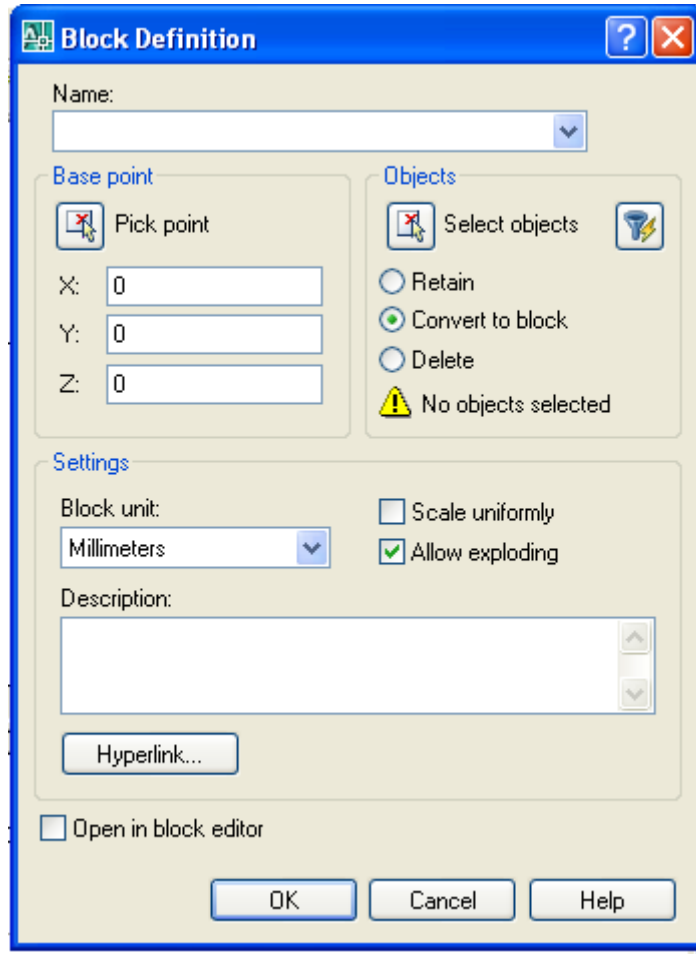 Block Definition
Name:
Base point
Pick point
X: 0
Y: 0
Z: 0
Objects
Select objects
Retain
Convert to block
Delete
No objects selected
Settings
Block unit:
Millimeters
Scale uniformly
Allow exploding
Description:
Hyperlink...
Open in block editor
OK Cancel Help